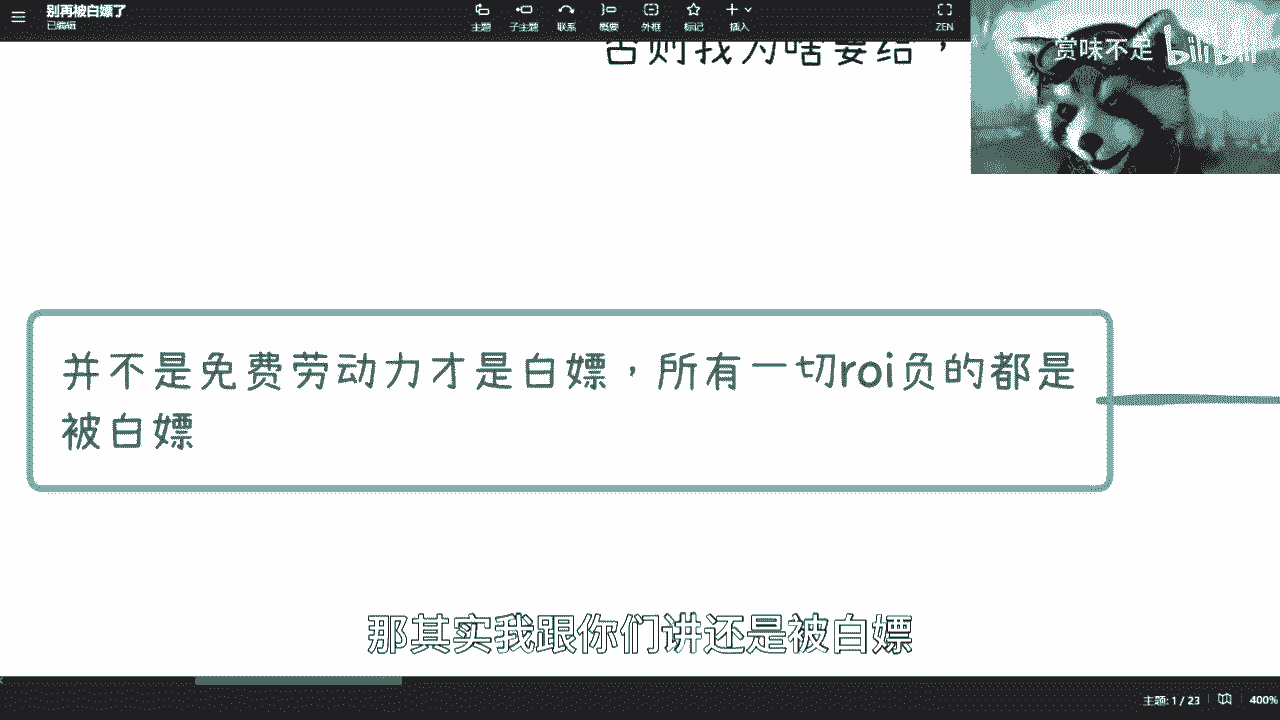 别再被白嫖了
已编辑
主题 子主题 联系 概要 外框 标记 插入 ZEN
赏味不足 bilibili
否则我为啥要给，
并不是免费劳动力才是白嫖，所有一切roi负的都是
被白嫖
那其实我跟你们讲还是被白嫖
主题: 1 / 23 400%